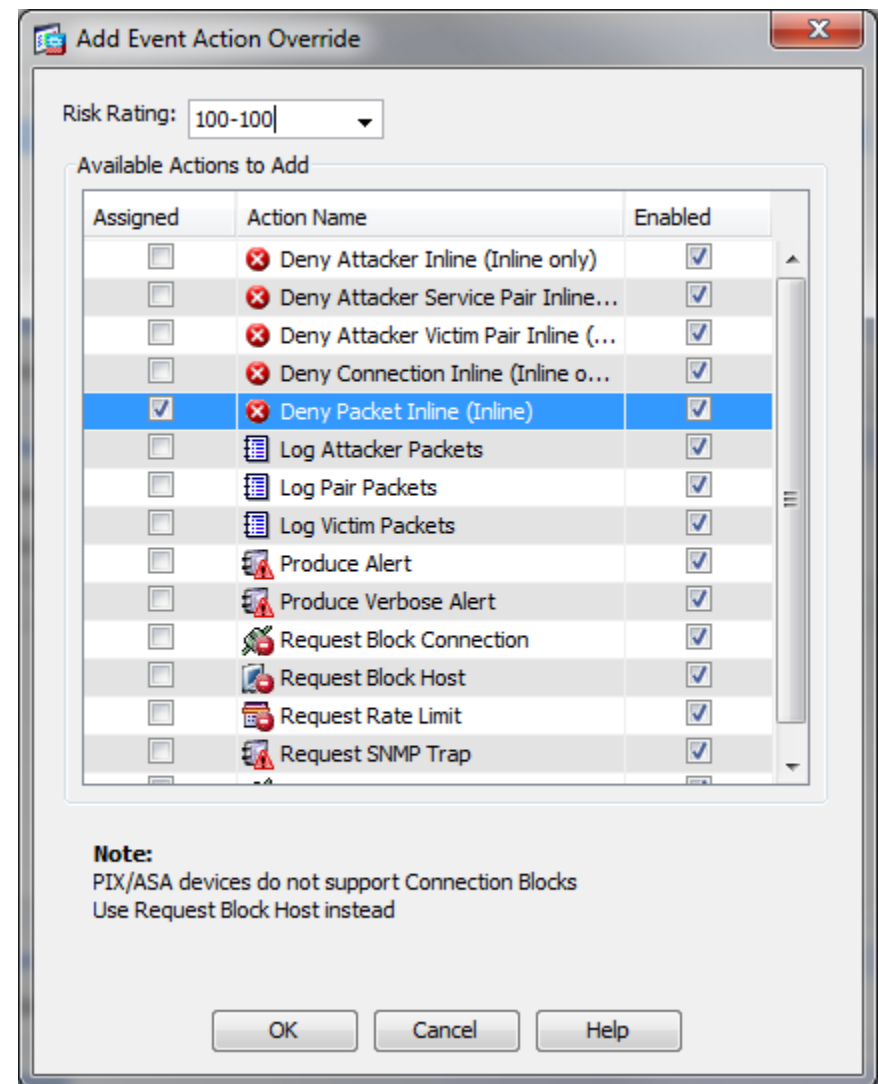 Add Event Action Override
Risk Rating: 100-100
Available Actions to Add
Assigned Action Name Enabled
Deny Attacker Inline (Inline only)
Deny Attacker Service Pair Inline...
Deny Attacker Victim Pair Inline (...
Deny Connection Inline (Inline o...
Deny Packet Inline (Inline)
Log Attacker Packets
Log Pair Packets
Log Victim Packets
Produce Alert
Produce Verbose Alert
Request Block Connection
Request Block Host
Request Rate Limit
Request SNMP Trap
Note:
PIX/ASA devices do not support Connection Blocks
Use Request Block Host instead
OK Cancel Help